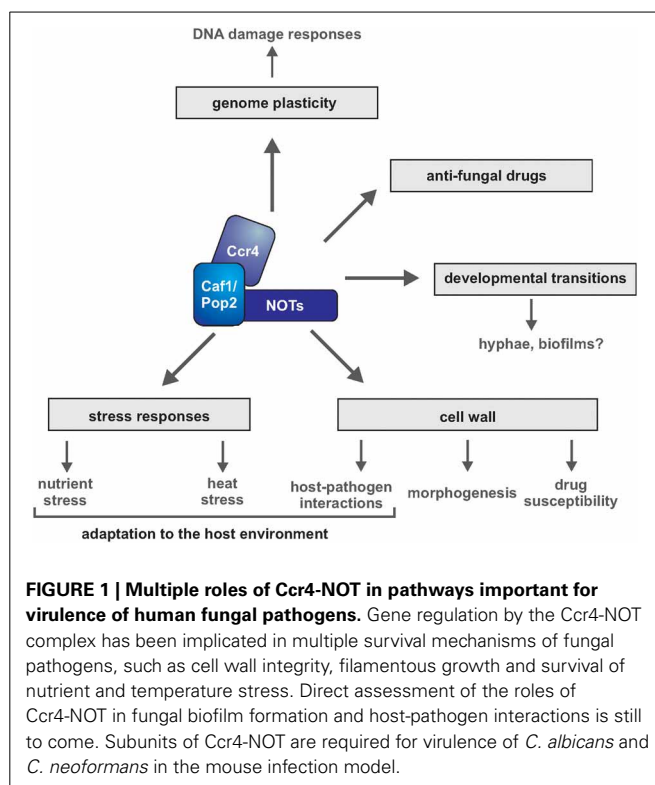 DNA damage responses
genome plasticity
anti-fungal drugs
Ccr4
Caf1/
Pop2
NOTs
developmental transitions
hyphae, biofilms?
stress responses
cell wall
nutrient
stress
heat
stress
host-pathogen
interactions
morphogenesis
drug
susceptibility
adaptation to the host environment
FIGURE 1 | Multiple roles of Ccr4-NOT in pathways important for
virulence of human fungal pathogens. Gene regulation by the Ccr4-NOT
complex has been implicated in multiple survival mechanisms of fungal
pathogens, such as cell wall integrity, filamentous growth and survival of
nutrient and temperature stress. Direct assessment of the roles of
Ccr4-NOT in fungal biofilm formation and host-pathogen interactions is still
to come. Subunits of Ccr4-NOT are required for virulence of C. albicans and
C. neoformans in the mouse infection model.